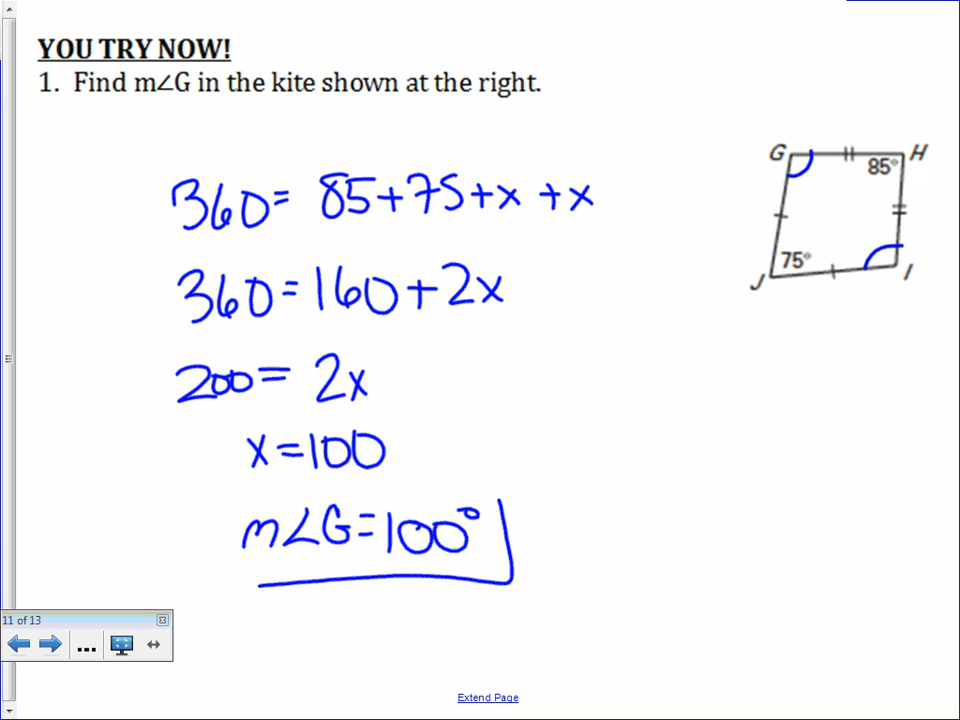 YOU TRY NOW!
1. Find m∠G in the kite shown at the right.
G H
85°
75°
J I
360 = 85+75+x +x
360 = 160+2x
200 = 2x
x = 100
m∠G = 100°
11 of 13
...
Extend Page